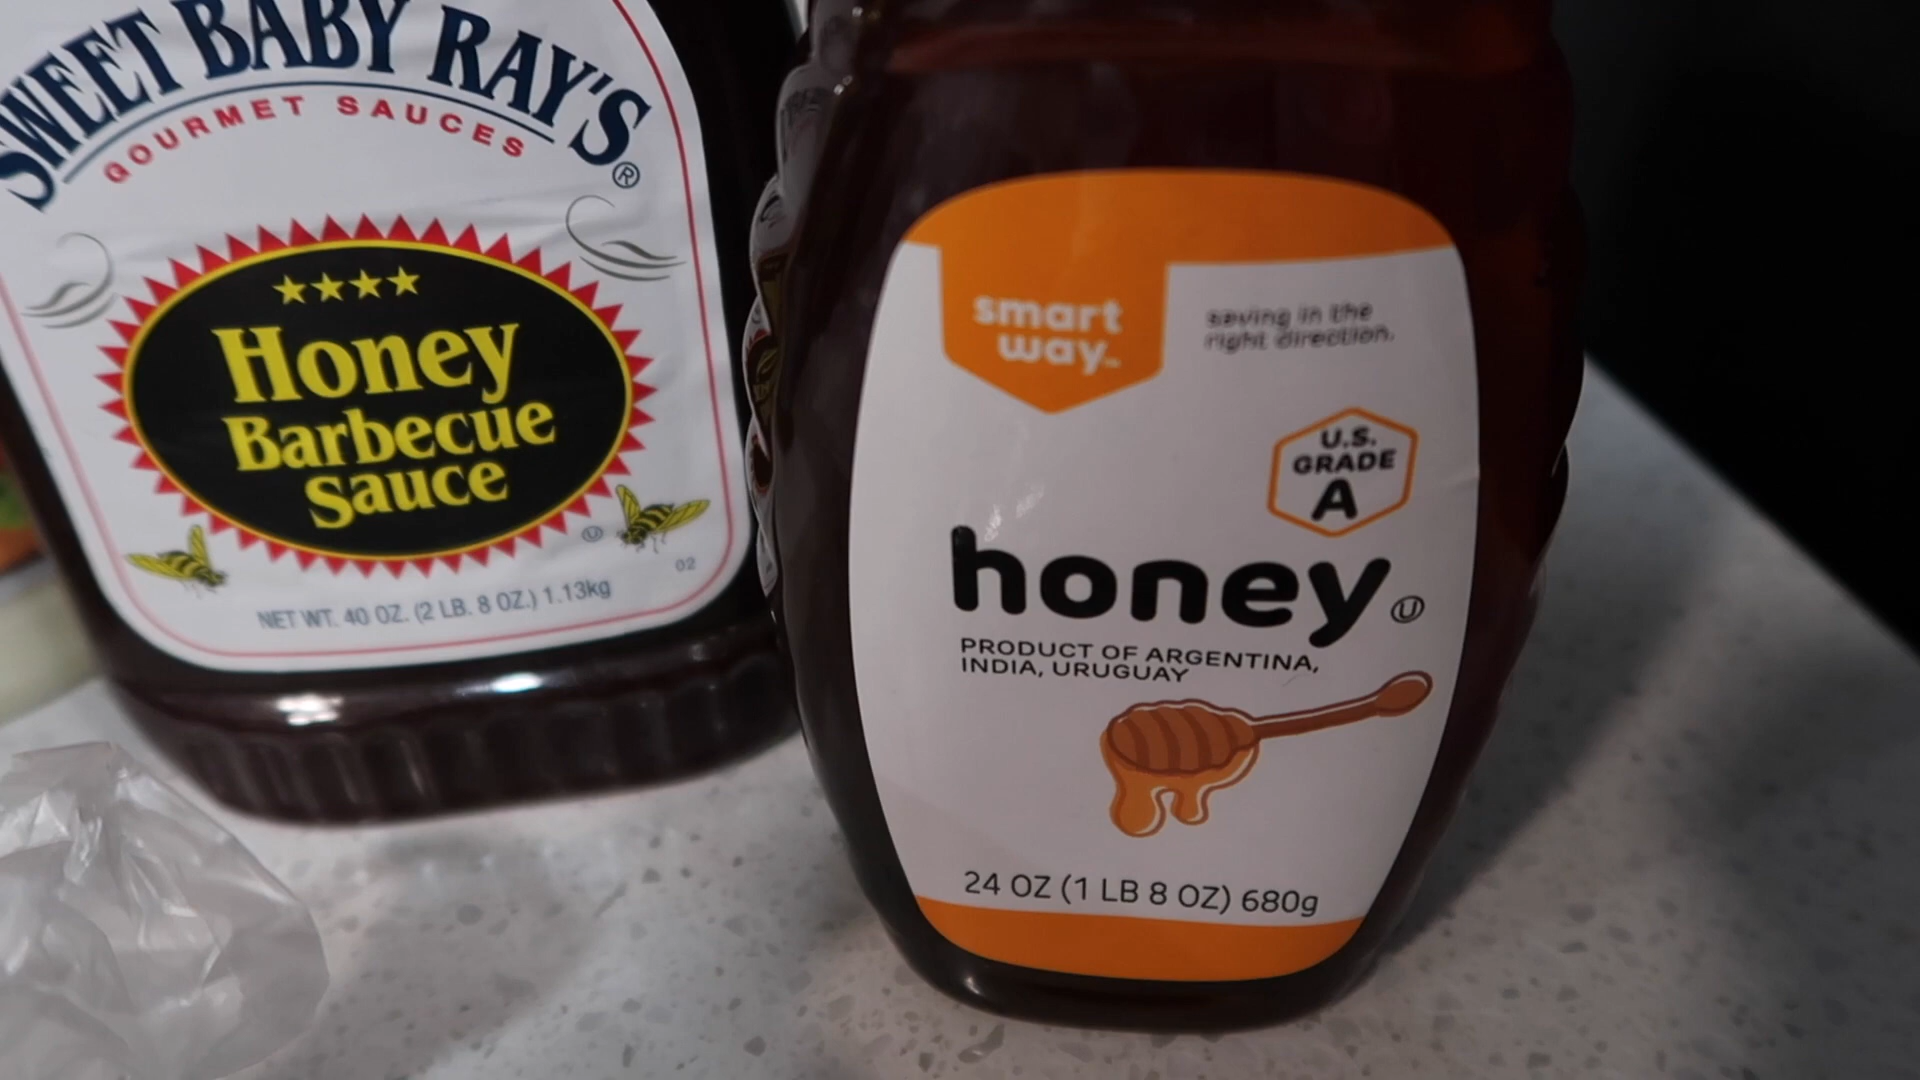 SWEET BABY RAY'S®
GOURMET SAUCES
Honey
Barbecue
Sauce
U
02
NET WT. 40 OZ. (2 LB. 8 OZ.) 1.13kg
smart
way™
saving in the
right direction.
U.S.
GRADE
A
honey U
PRODUCT OF ARGENTINA,
INDIA, URUGUAY
24 OZ (1 LB 8 OZ) 680g